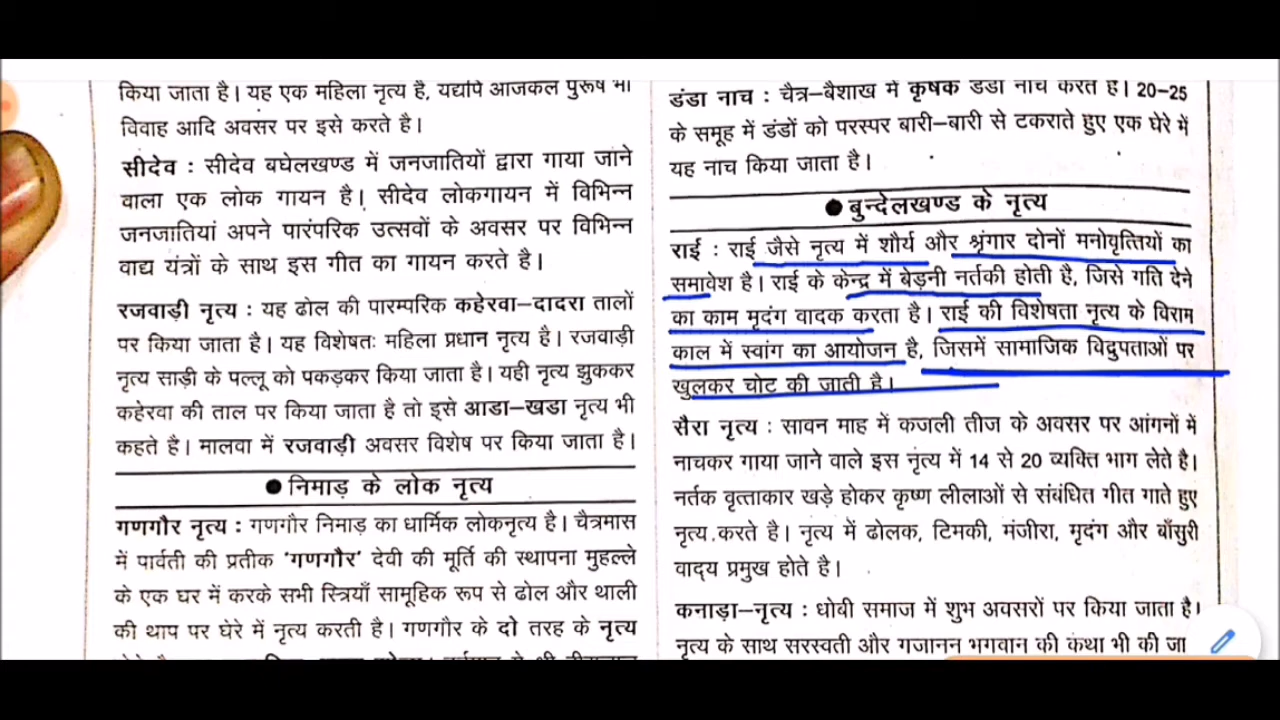 किया जाता है। यह एक महिला नृत्य है, यद्यपि आजकल पुरूष भी
विवाह आदि अवसर पर इसे करते है।
सीदेव : सीदेव बघेलखण्ड में जनजातियों द्वारा गाया जाने
वाला एक लोक गायन है। सीदेव लोकगायन में विभिन्न
जनजातियां अपने पारंपरिक उत्सवों के अवसर पर विभिन्न
वाद्य यंत्रों के साथ इस गीत का गायन करते है।
रजवाड़ी नृत्य : यह ढोल की पारम्परिक कहेरवा-दादरा तालों
पर किया जाता है। यह विशेषतः महिला प्रधान नृत्य है। रजवाड़ी
नृत्य साड़ी के पल्लू को पकड़कर किया जाता है। यही नृत्य झुककर
कहेरवा की ताल पर किया जाता है तो इसे आडा-खडा नृत्य भी
कहते है। मालवा में रजवाड़ी अवसर विशेष पर किया जाता है।
●निमाड़ के लोक नृत्य
गणगौर नृत्य : गणगौर निमाड़ का धार्मिक लोकनृत्य है। चैत्रमास
में पार्वती की प्रतीक 'गणगौर' देवी की मूर्ति की स्थापना मुहल्ले
के एक घर में करके सभी स्त्रियाँ सामूहिक रूप से ढोल और थाली
की थाप पर घेरे में नृत्य करती है। गणगौर के दो तरह के नृत्य
डंडा नाच : चैत्र-बैशाख में कृषक डंडा नाच करते है। 20-25
के समूह में डंडों को परस्पर बारी-बारी से टकराते हुए एक घेरे में
यह नाच किया जाता है।
●बुन्देलखण्ड के नृत्य
राई : राई जैसे नृत्य में शौर्य और श्रृंगार दोनों मनोवृत्तियों का
समावेश है। राई के केन्द्र में बेड़नी नर्तकी होती है, जिसे गति देने
का काम मृदंग वादक करता है। राई की विशेषता नृत्य के विराम
काल में स्वांग का आयोजन है, जिसमें सामाजिक विद्रुपताओं पर
खुलकर चोट की जाती है।
सैरा नृत्य : सावन माह में कजली तीज के अवसर पर आंगनों में
नाचकर गाया जाने वाले इस नृत्य में 14 से 20 व्यक्ति भाग लेते है।
नर्तक वृत्ताकार खड़े होकर कृष्ण लीलाओं से संबंधित गीत गाते हुए
नृत्य करते है। नृत्य में ढोलक, टिमकी, मंजीरा, मृदंग और बाँसुरी
वाद्य प्रमुख होते है।
कनाड़ा-नृत्य : धोबी समाज में शुभ अवसरों पर किया जाता है।
नृत्य के साथ सरस्वती और गजानन भगवान की कथा भी की जा